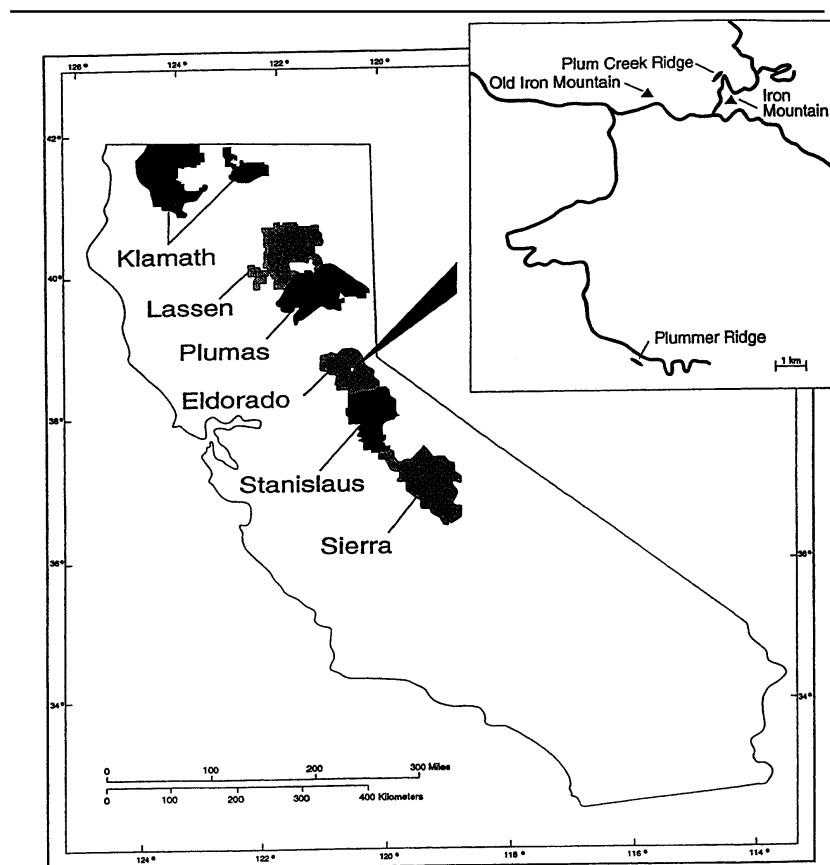 126°
124°
122°
120°
Plum Creek Ridge
Old Iron Mountain
Iron
Mountain
Plummer Ridge
1 km
42°
40°
38°
36°
34°
Klamath
Lassen
Plumas
Eldorado
Stanislaus
Sierra
36°
34°
0 100 200 300 Miles
0 100 200 300 400 Kilometers
124°
122°
120°
118°
116°
114°